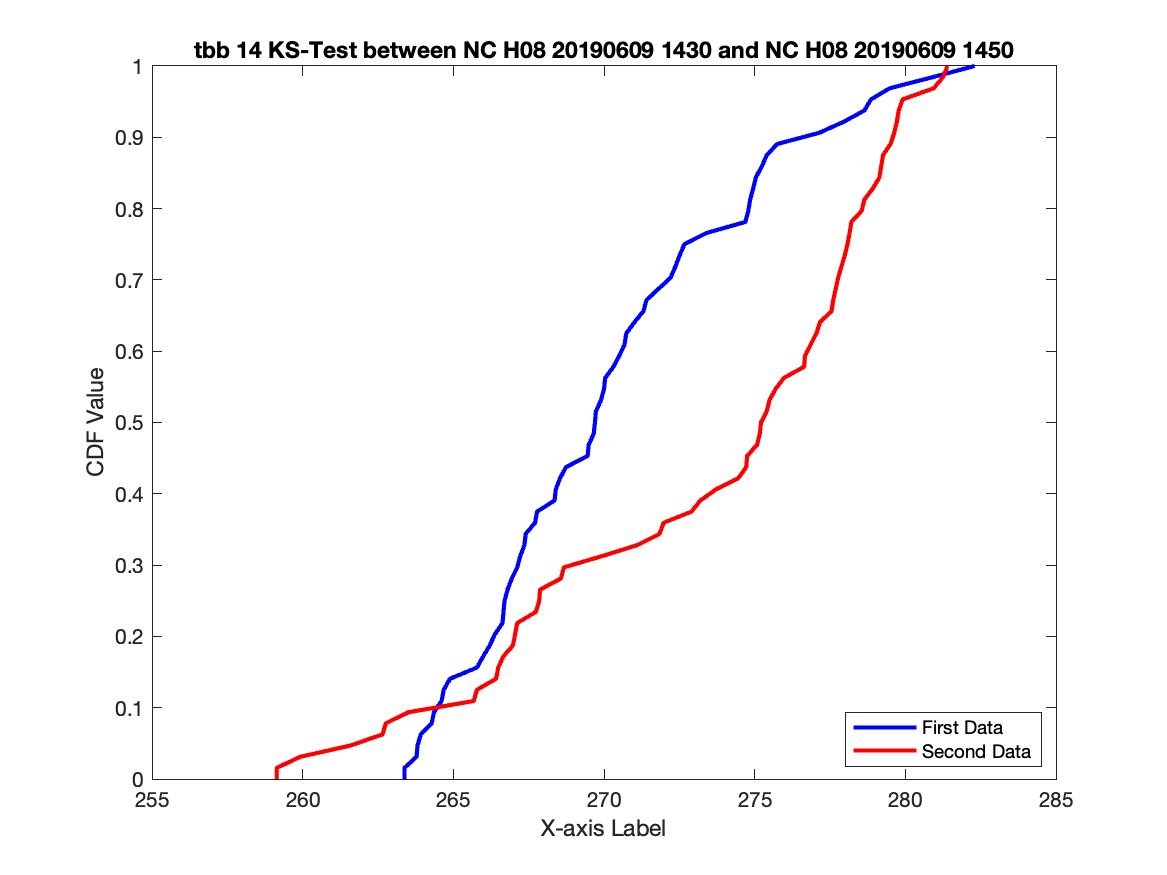 tbb 14 KS-Test between NC H08 20190609 1430 and NC H08 20190609 1450
1
0.9
0.8
0.7
0.6
0.5
0.4
0.3
0.2
0.1
0
CDF Value
First Data
Second Data
255 260 265 270 275 280 285
X-axis Label